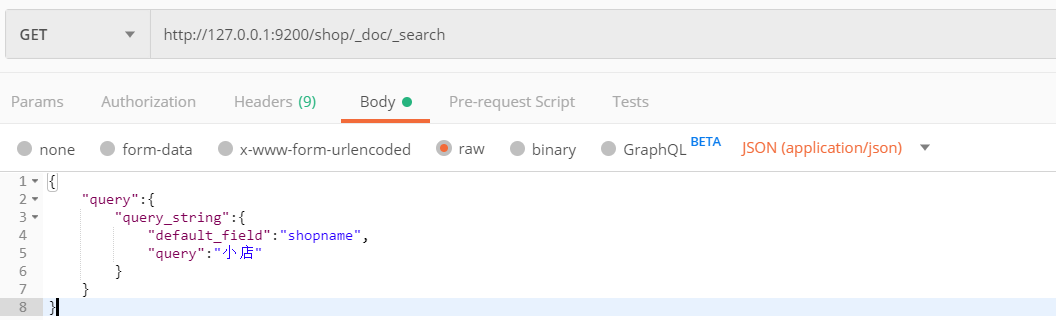 GET http://127.0.0.1:9200/shop/_doc/_search
Params Authorization Headers (9) Body Pre-request Script Tests
none form-data x-www-form-urlencoded raw binary GraphQL BETA JSON (application/json)
1 {
2 "query":{
3 "query_string":{
4 "default_field":"shopname",
5 "query":"小店"
6 }
7 }
8 }